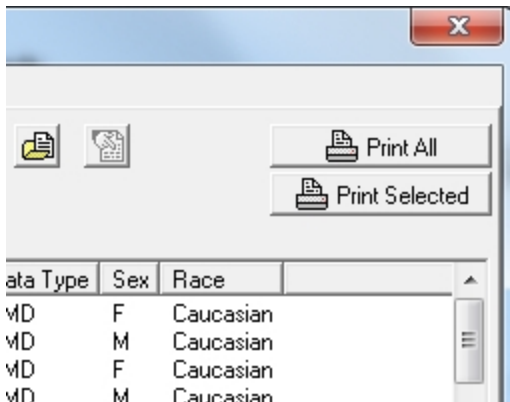 Print All
Print Selected
ata Type Sex Race
MD F Caucasian
MD M Caucasian
MD F Caucasian
MD M Caucasian